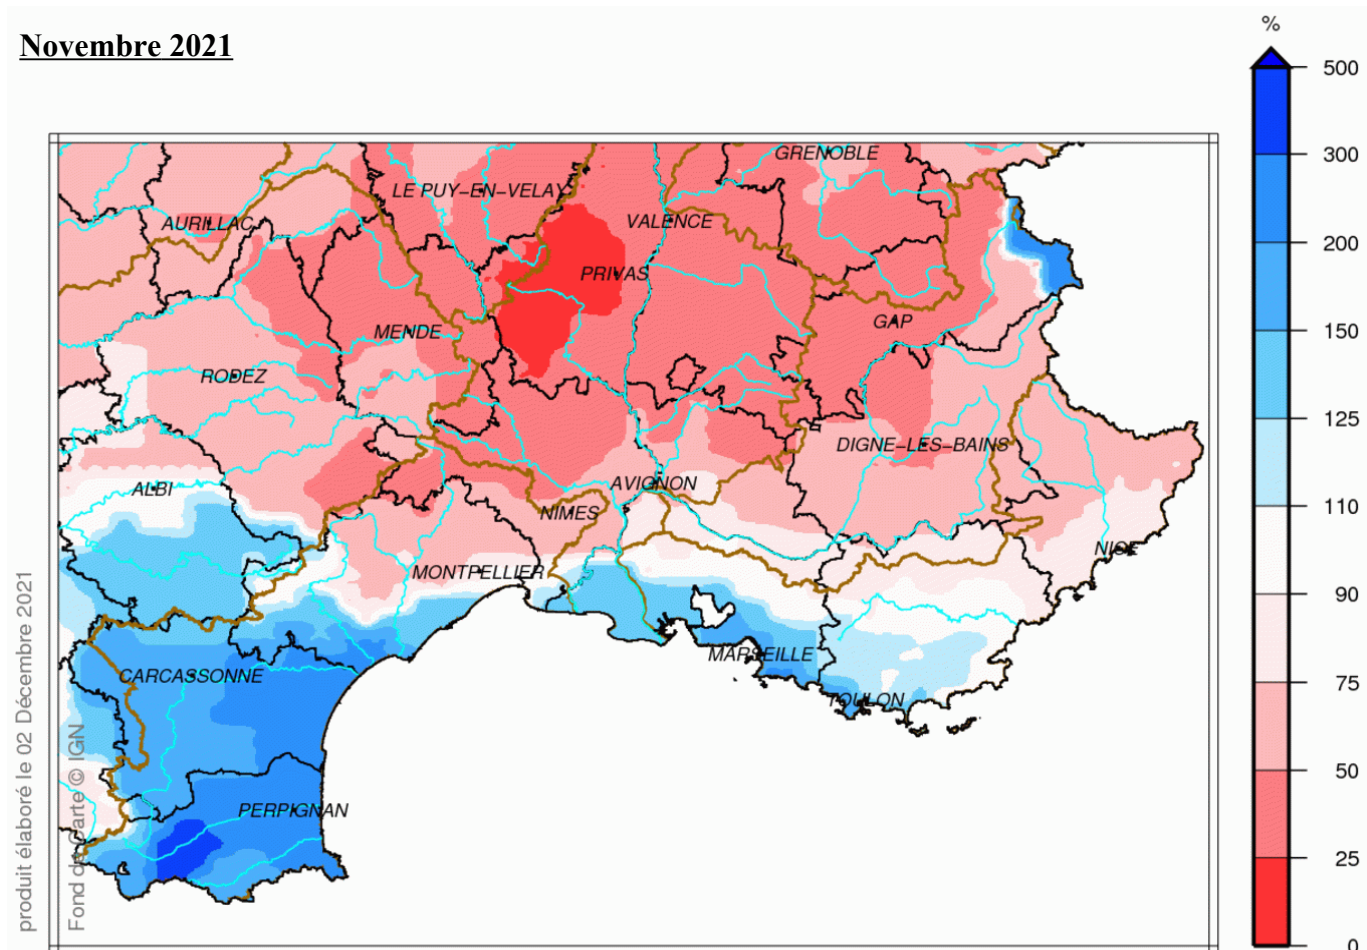 Novembre 2021
%
500
300
200
150
125
110
90
75
50
25
0
GRENOBLE
LE PUY-EN-VELAY
AURILLAC
VALENCE
PRIVAS
GAP
MENDE
RODEZ
DIGNE-LES-BAINS
AVIGNON
ALBI
NIMES
NICE
MONTPELLIER
MARSEILLE
CARCASSONNE
TOULON
PERPIGNAN
produit élaboré le 02 Décembre 2021
Fond de Carte © IGN